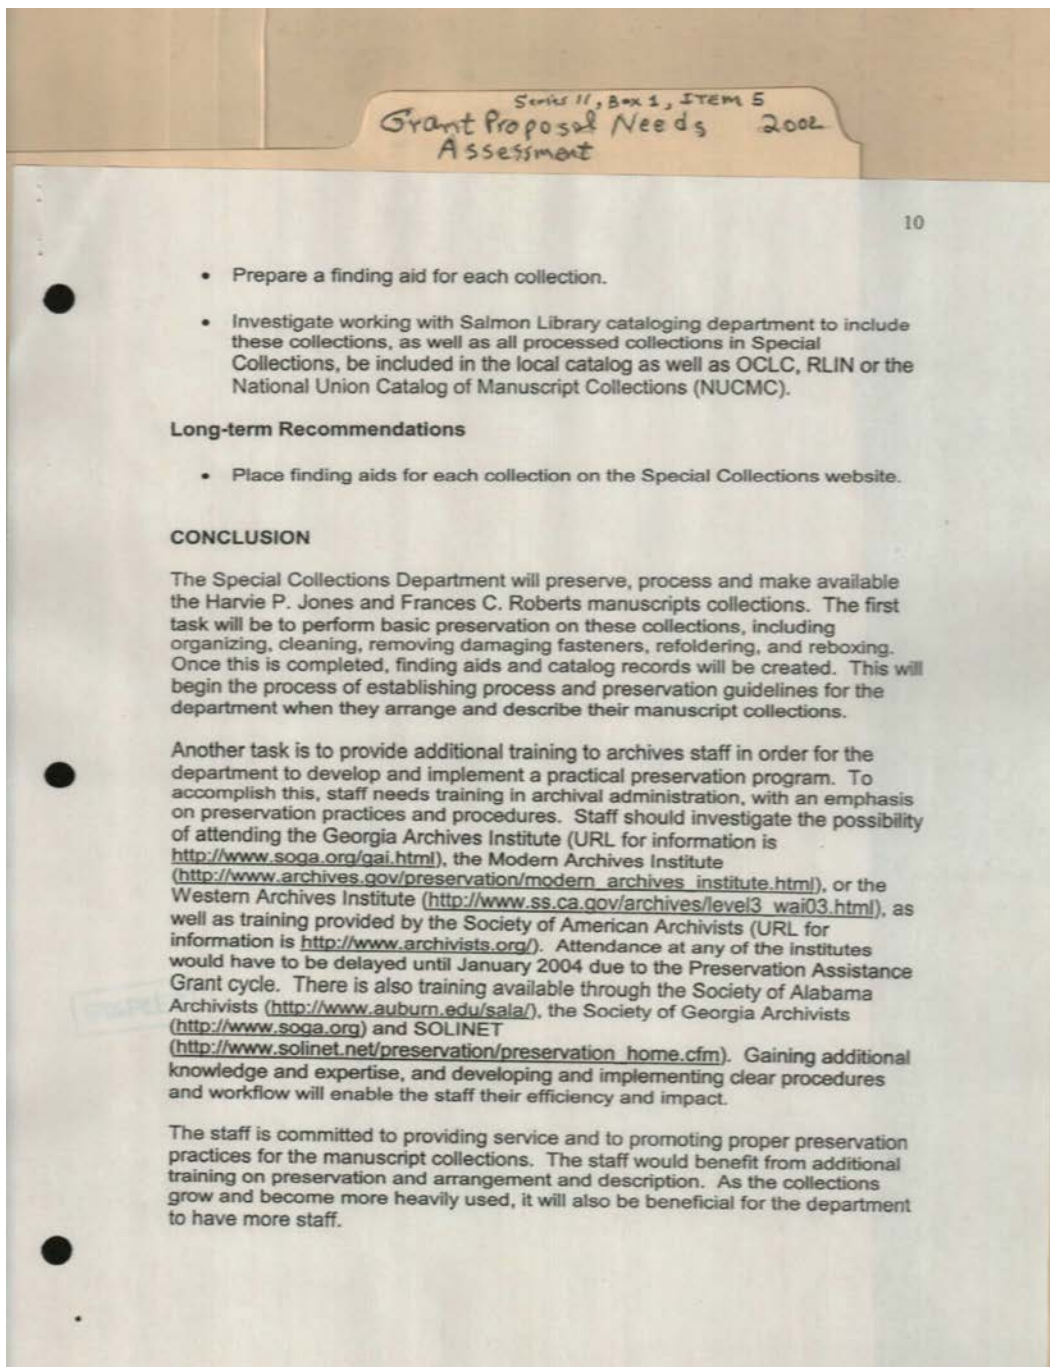 Series 11, Box 1, ITEM 5
Grant Proposal Needs 2002
Assessment
10
• Prepare a finding aid for each collection.
• Investigate working with Salmon Library cataloging department to include
these collections, as well as all processed collections in Special
Collections, be included in the local catalog as well as OCLC, RLIN or the
National Union Catalog of Manuscript Collections (NUCMC).
Long-term Recommendations
• Place finding aids for each collection on the Special Collections website.
CONCLUSION
The Special Collections Department will preserve, process and make available
the Harvie P. Jones and Frances C. Roberts manuscripts collections. The first
task will be to perform basic preservation on these collections, including
organizing, cleaning, removing damaging fasteners, refoldering, and reboxing.
Once this is completed, finding aids and catalog records will be created. This will
begin the process of establishing process and preservation guidelines for the
department when they arrange and describe their manuscript collections.
Another task is to provide additional training to archives staff in order for the
department to develop and implement a practical preservation program. To
accomplish this, staff needs training in archival administration, with an emphasis
on preservation practices and procedures. Staff should investigate the possibility
of attending the Georgia Archives Institute (URL for information is
http://www.soga.org/gai.html), the Modern Archives Institute
(http://www.archives.gov/preservation/modern_archives_institute.html), or the
Western Archives Institute (http://www.ss.ca.gov/archives/level3_wai03.html), as
well as training provided by the Society of American Archivists (URL for
information is http://www.archivists.org/). Attendance at any of the institutes
would have to be delayed until January 2004 due to the Preservation Assistance
Grant cycle. There is also training available through the Society of Alabama
Archivists (http://www.auburn.edu/sala/), the Society of Georgia Archivists
(http://www.soga.org) and SOLINET
(http://www.solinet.net/preservation/preservation_home.cfm). Gaining additional
knowledge and expertise, and developing and implementing clear procedures
and workflow will enable the staff their efficiency and impact.
The staff is committed to providing service and to promoting proper preservation
practices for the manuscript collections. The staff would benefit from additional
training on preservation and arrangement and description. As the collections
grow and become more heavily used, it will also be beneficial for the department
to have more staff.